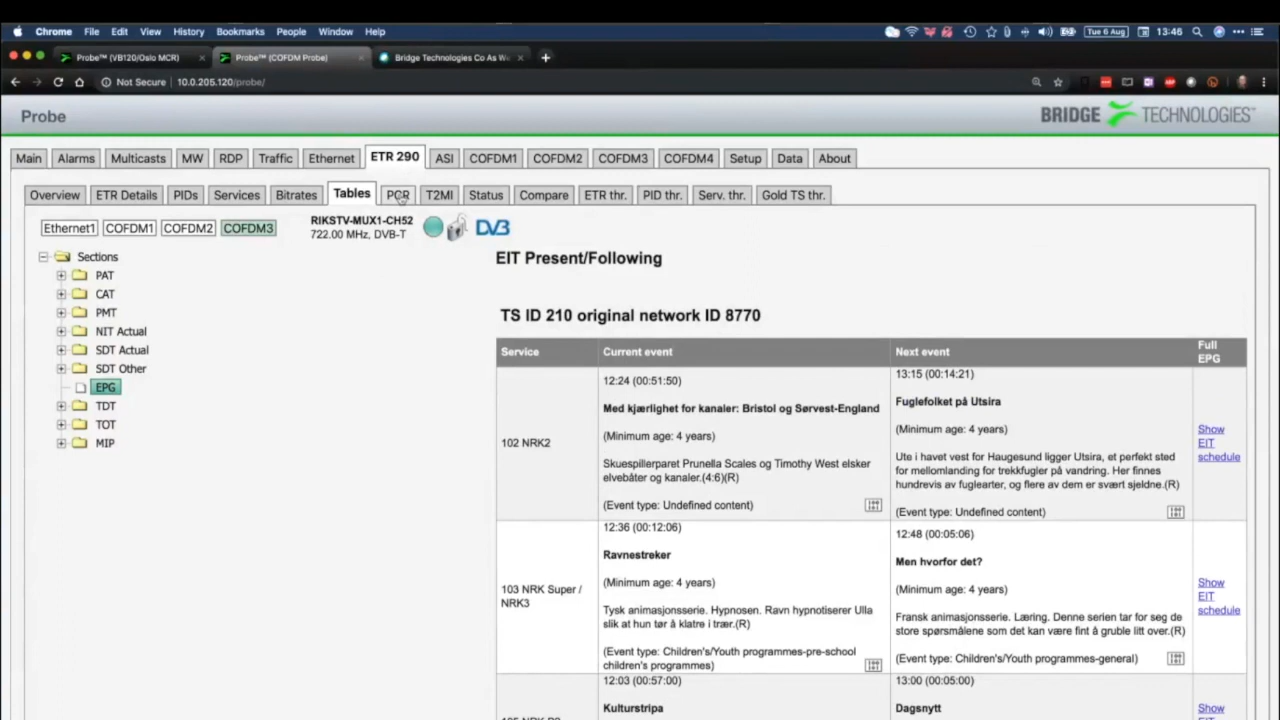 Chrome File Edit View History Bookmarks People Window Help Tue 6 Aug 13:46
Probe™ (VB120/Oslo MCR) Probe™ (COFDM Probe) Bridge Technologies Co As We
Not Secure 10.0.205.120/probe/
Probe BRIDGE TECHNOLOGIES™
Main Alarms Multicasts MW RDP Traffic Ethernet ETR 290 ASI COFDM1 COFDM2 COFDM3 COFDM4 Setup Data About
Overview ETR Details PIDs Services Bitrates Tables PCR T2MI Status Compare ETR thr. PID thr. Serv. thr. Gold TS thr.
Ethernet1 COFDM1 COFDM2 COFDM3
RIKSTV-MUX1-CH52
722.00 MHz, DVB-T
DVB
Sections
PAT
CAT
PMT
NIT Actual
SDT Actual
SDT Other
EPG
TDT
TOT
MIP
EIT Present/Following
TS ID 210 original network ID 8770
Service Current event Next event Full
EPG
102 NRK2
12:24 (00:51:50)
Med kjærlighet for kanaler: Bristol og Sørvest-England
(Minimum age: 4 years)
Skuespillerparet Prunella Scales og Timothy West elsker
elvebåter og kanaler.(4:6)(R)
(Event type: Undefined content)
13:15 (00:14:21)
Fuglefolket på Utsira
(Minimum age: 4 years)
Ute i havet vest for Haugesund ligger Utsira, et perfekt sted
for mellomlanding for trekkfugler på vandring. Her finnes
hundrevis av fuglearter, og flere av dem er svært sjeldne.(R)
(Event type: Undefined content)
Show
EIT
schedule
103 NRK Super /
NRK3
12:36 (00:12:06)
Ravnestreker
(Minimum age: 4 years)
Tysk animasjonsserie. Hypnosen. Ravn hypnotiserer Ulla
slik at hun tør å klatre i trær.(R)
(Event type: Children's/Youth programmes-pre-school
children's programmes)
12:48 (00:05:06)
Men hvorfor det?
(Minimum age: 4 years)
Fransk animasjonsserie. Læring. Denne serien tar for seg de
store spørsmålene som det kan være fint å gruble litt over.(R)
(Event type: Children's/Youth programmes-general)
Show
EIT
schedule
12:03 (00:57:00)
Kulturstripa
13:00 (00:05:00)
Dagsnytt
Show